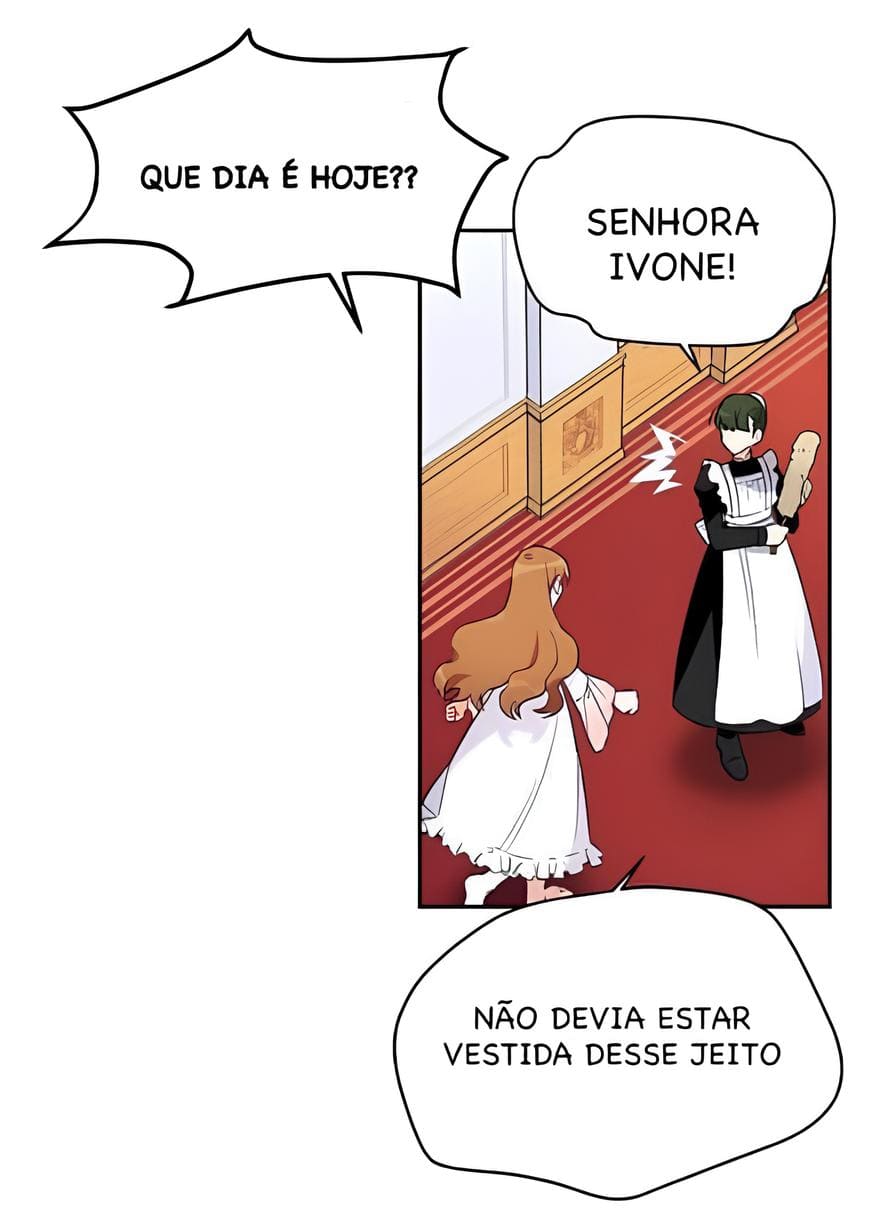 QUE DIA É HOJE??
SENHORA
IVONE!
NÃO DEVIA ESTAR
VESTIDA DESSE JEITO